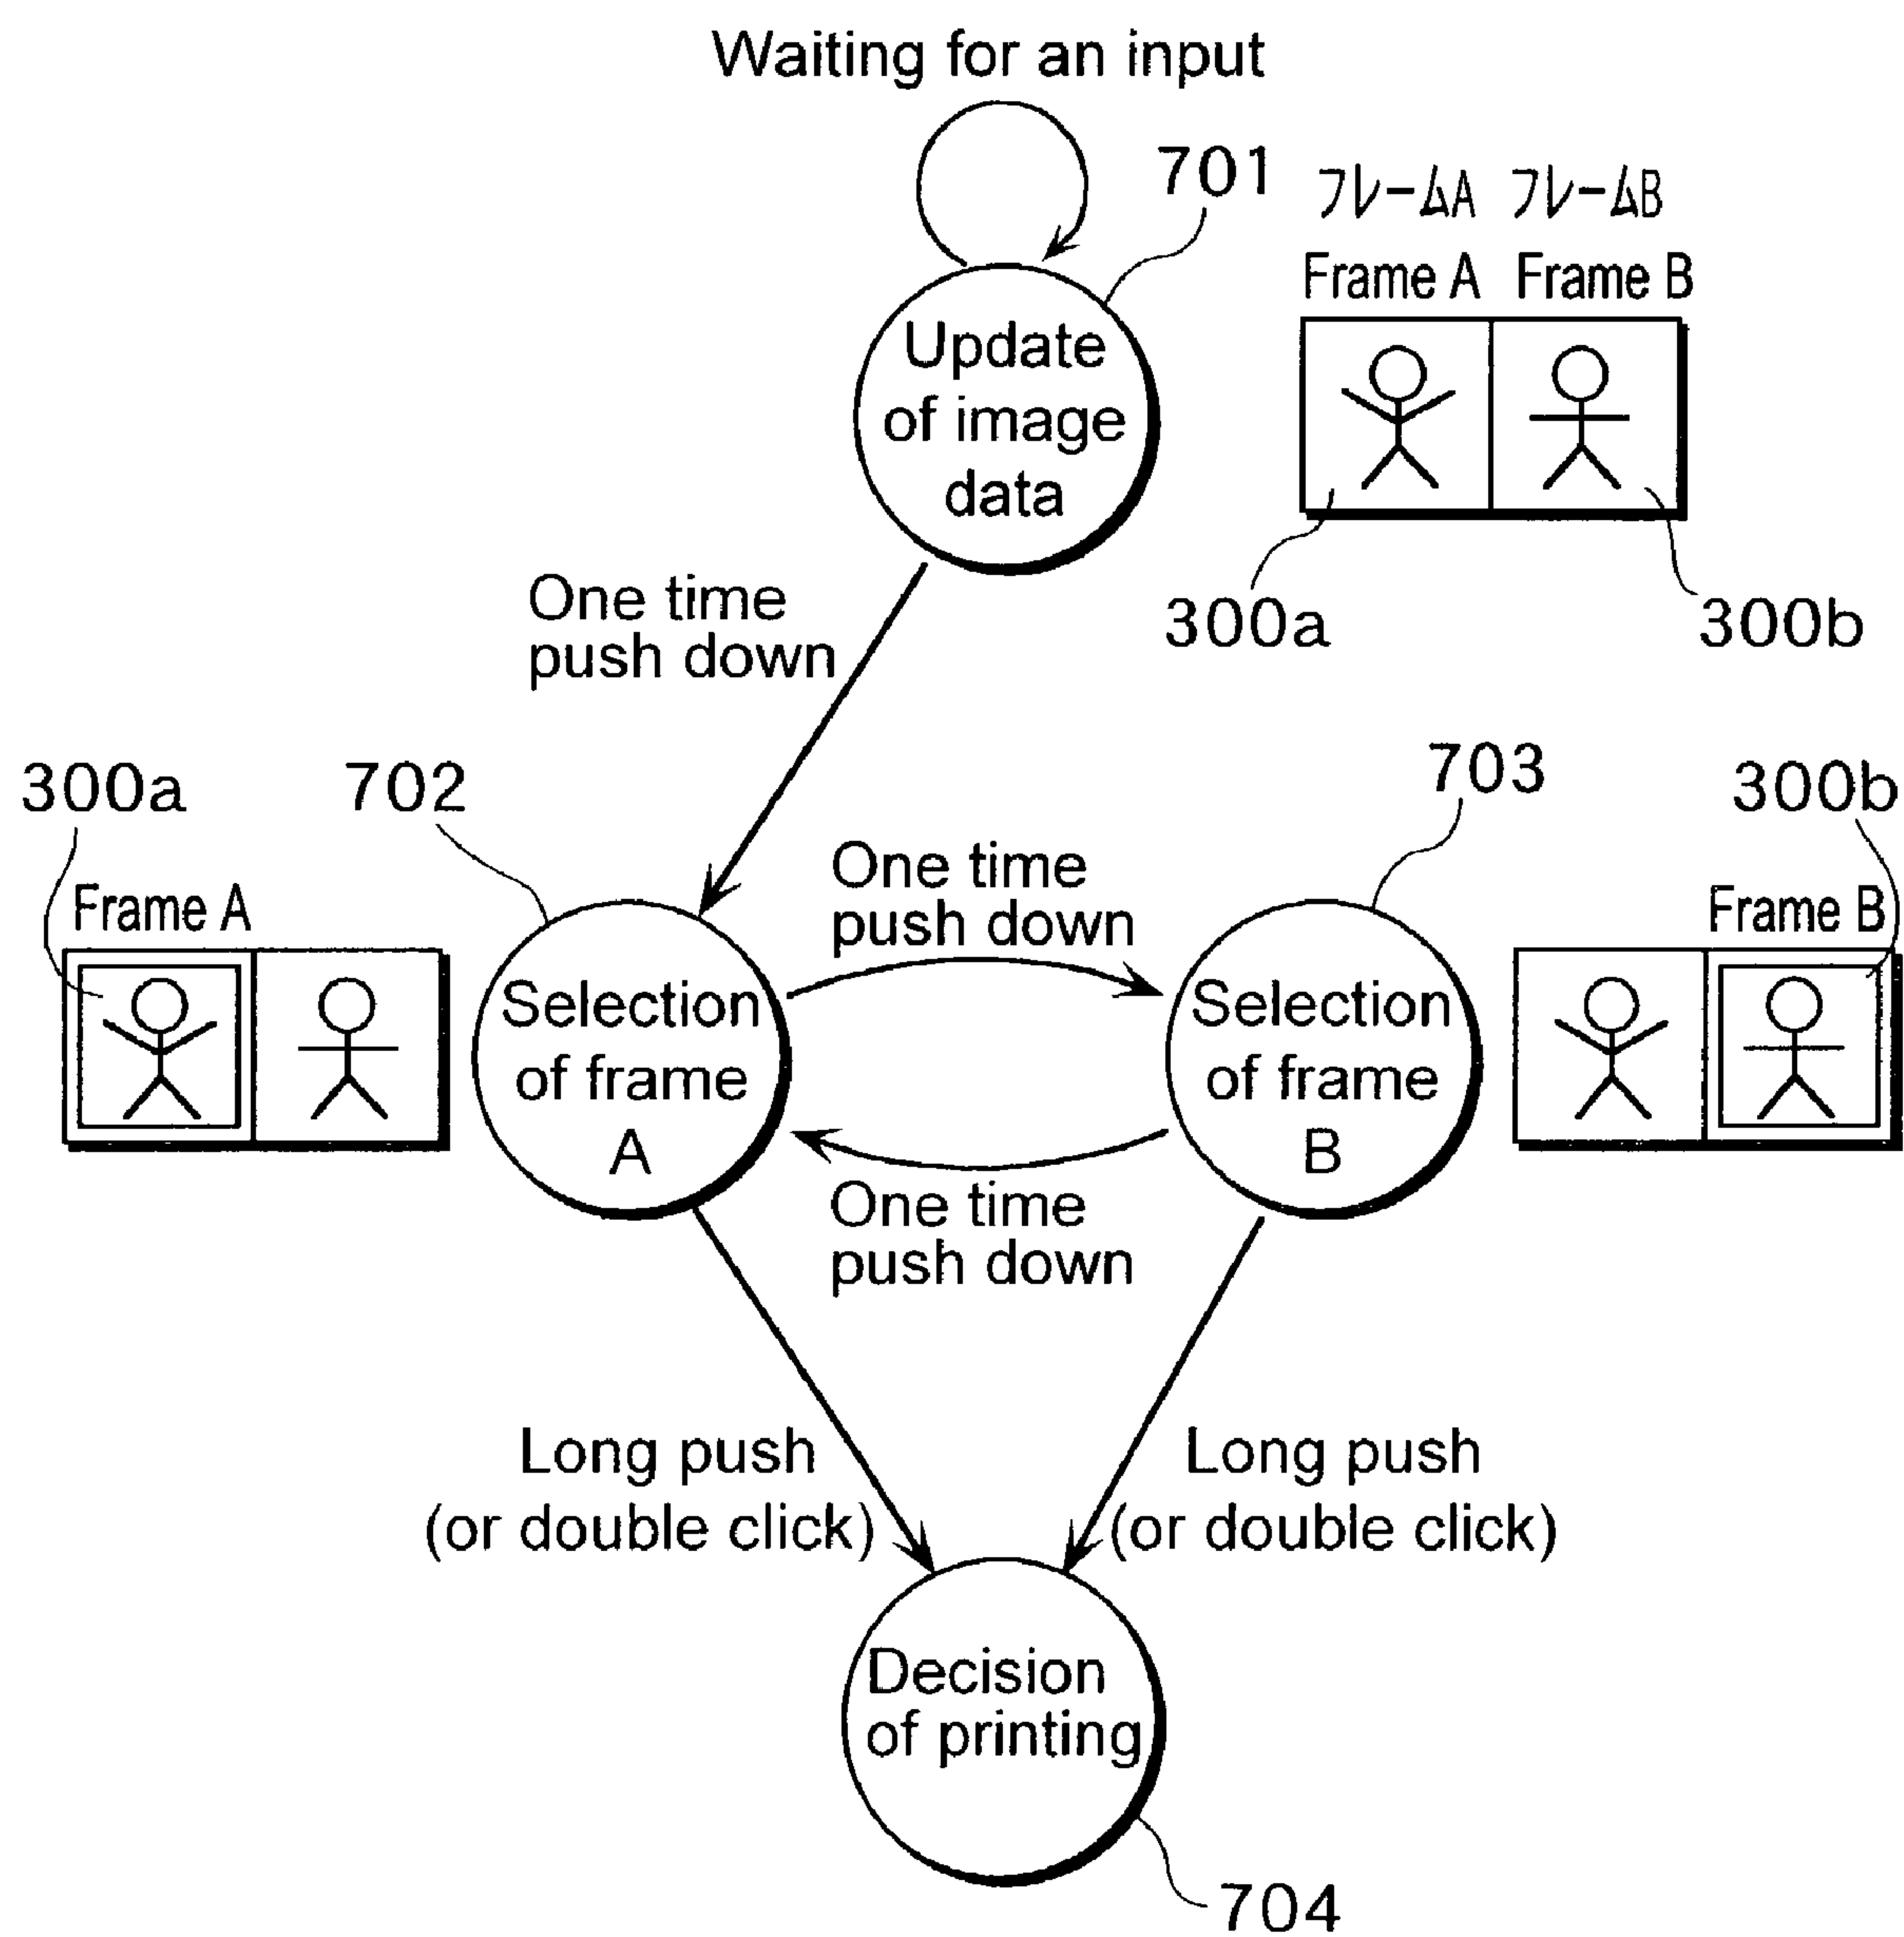 Waiting for an input
701
フレームA フレームB
Frame A Frame B
Update
of image
data
300a
300b
One time
push down
300a
702
703
300b
Frame A
One time
push down
Frame B
Selection
of frame
A
Selection
of frame
B
One time
push down
Long push
(or double click)
Long push
(or double click)
Decision
of printing
704